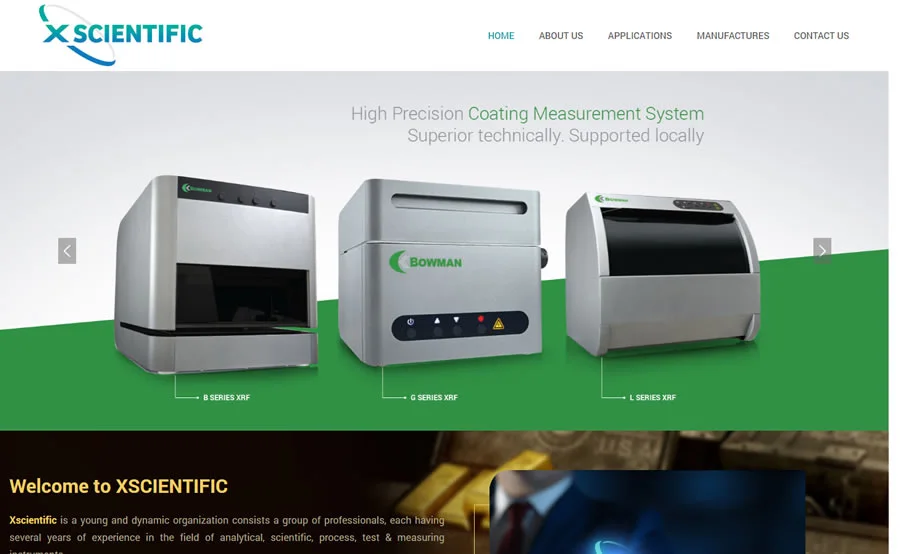 X SCIENTIFIC
HOME ABOUT US APPLICATIONS MANUFACTURES CONTACT US
High Precision Coating Measurement System
Superior technically. Supported locally
BOWMAN
BOWMAN
BOWMAN
B SERIES XRF
G SERIES XRF
L SERIES XRF
U.S.A
Welcome to XSCIENTIFIC
Xscientific is a young and dynamic organization consists a group of professionals, each having
several years of experience in the field of analytical, scientific, process, test & measuring
instruments